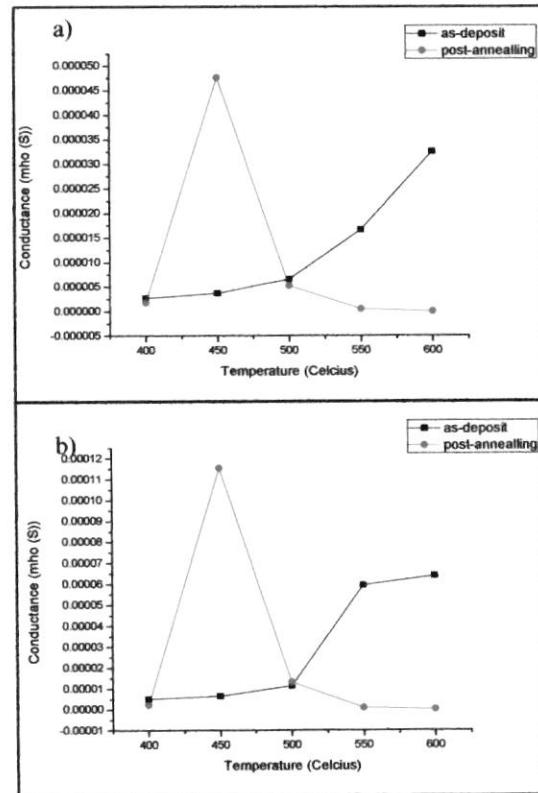 a)
as-deposit
post-annealling
0.000050
0.000045
0.000040
0.000035
0.000030
0.000025
0.000020
0.000015
0.000010
0.000005
0.000000
-0.000005
Conductance (mho (S))
400 450 500 550 600
Temperature (Celcius)
b)
as-deposit
post-annealling
0.00012
0.00011
0.00010
0.00009
0.00008
0.00007
0.00006
0.00005
0.00004
0.00003
0.00002
0.00001
0.00000
-0.00001
Conductance (mho (S))
400 450 500 550 600
Temperature (Celcius)